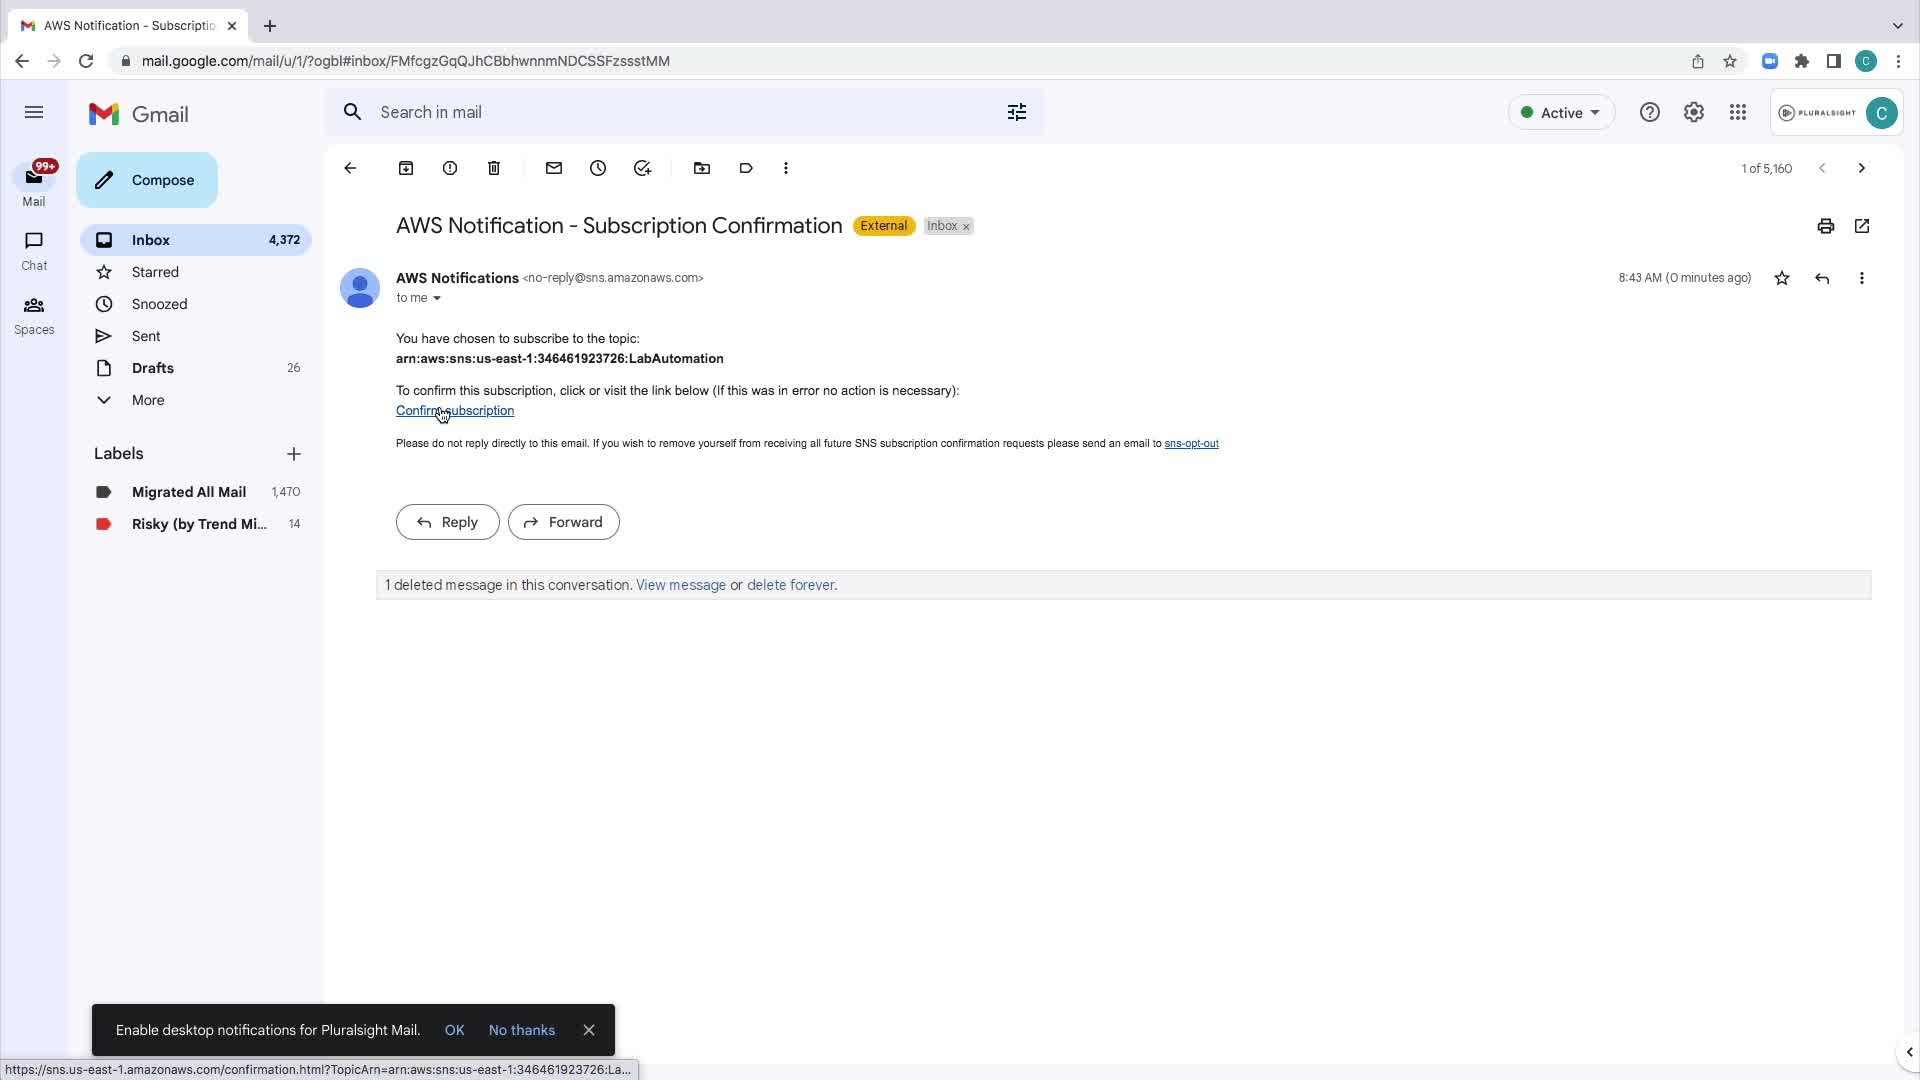 AWS Notification - Subscriptio
mail.google.com/mail/u/1/?ogbl#inbox/FMfcgzGqQJhCBbhwnnmNDCSSFzssstMM
C
Gmail
Search in mail
Active
PLURALSIGHT
C
99+
Mail
Chat
Spaces
Compose
Inbox 4,372
Starred
Snoozed
Sent
Drafts 26
More
Labels
Migrated All Mail 1,470
Risky (by Trend Mi... 14
1 of 5,160
AWS Notification - Subscription Confirmation External Inbox ×
AWS Notifications <no-reply@sns.amazonaws.com>
8:43 AM (0 minutes ago)
to me
You have chosen to subscribe to the topic:
arn:aws:sns:us-east-1:346461923726:LabAutomation
To confirm this subscription, click or visit the link below (If this was in error no action is necessary):
Confirm subscription
Please do not reply directly to this email. If you wish to remove yourself from receiving all future SNS subscription confirmation requests please send an email to sns-opt-out
Reply
Forward
1 deleted message in this conversation. View message or delete forever.
Enable desktop notifications for Pluralsight Mail. OK No thanks
https://sns.us-east-1.amazonaws.com/confirmation.html?TopicArn=arn:aws:sns:us-east-1:346461923726:La...